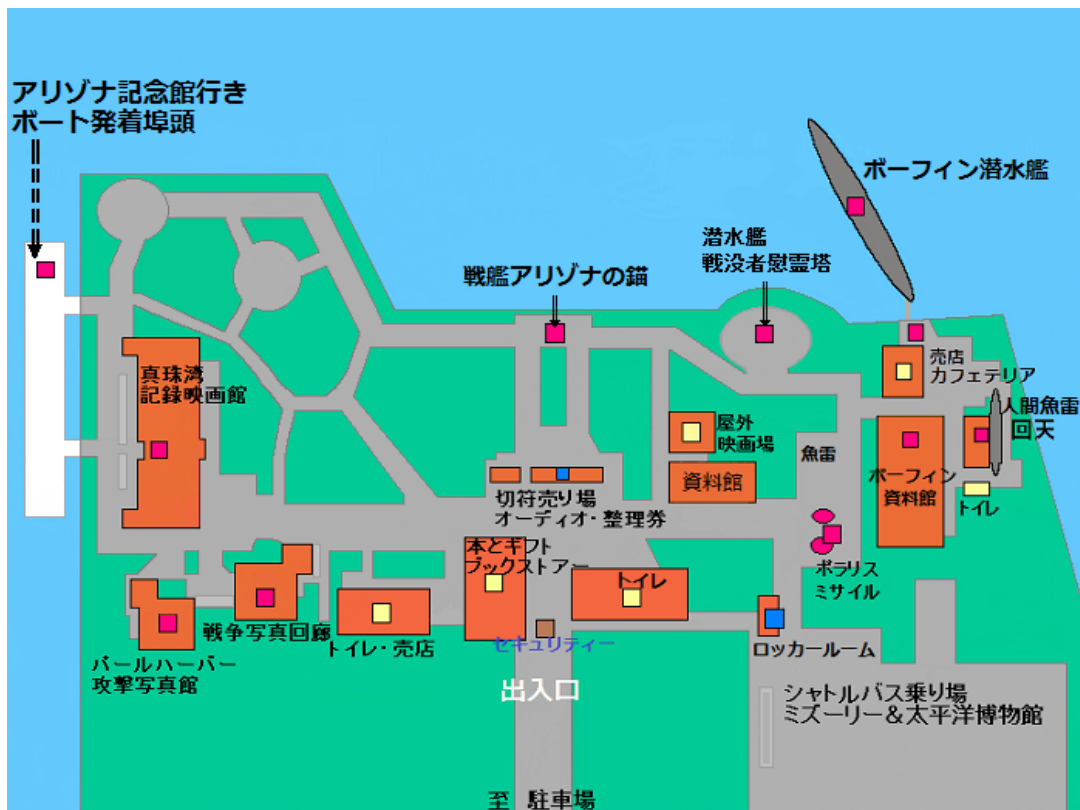 アリゾナ記念館行き
ボート発着埠頭
ボーフィン潜水艦
潜水艦
戦没者慰霊塔
戦艦アリゾナの錨
売店
カフェテリア
真珠湾
記録映画館
人間魚雷
回天
屋外
映画場
魚雷
資料館
ボーフィン
資料館
切符売り場
オーディオ・整理券
トイレ
本とギフト
ブックストアー
トイレ
ポラリス
ミサイル
戦争写真回廊
トイレ・売店
セキュリティー
ロッカールーム
パールハーバー
攻撃写真館
出入口
シャトルバス乗り場
ミズーリー&太平洋博物館
至 駐車場